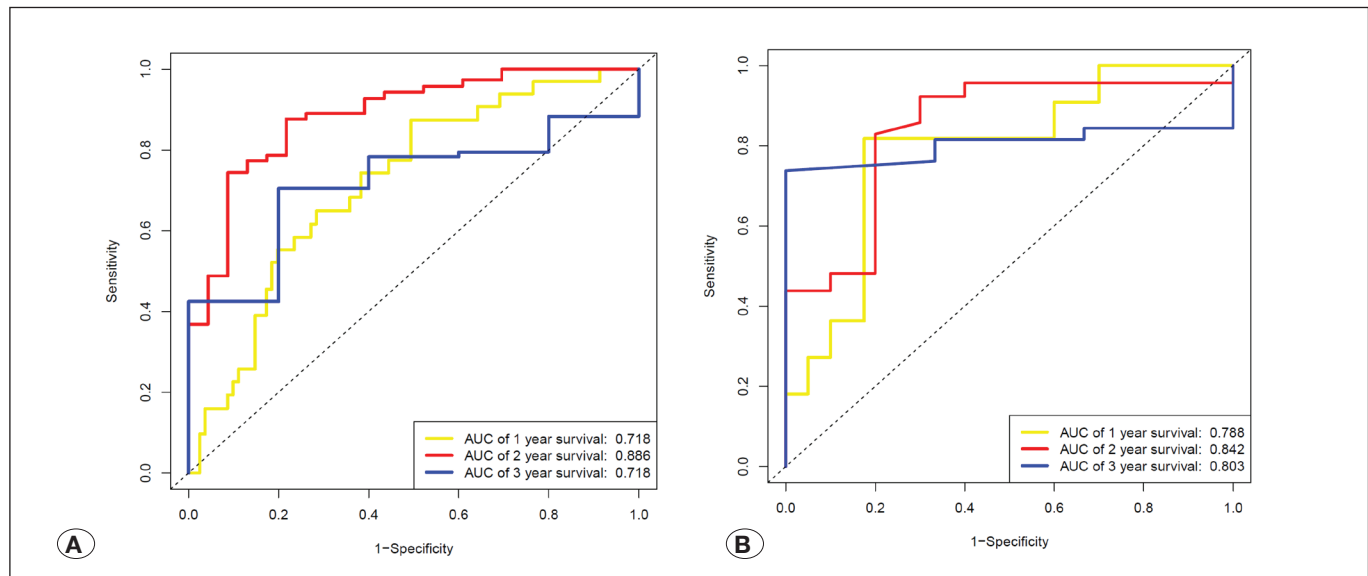 1.0
0.8
0.6
0.4
0.2
0.0
Sensitivity
AUC of 1 year survival: 0.718
AUC of 2 year survival: 0.886
AUC of 3 year survival: 0.718
0.0 0.2 0.4 0.6 0.8 1.0
1−Specificity
A
1.0
0.8
0.6
0.4
0.2
0.0
Sensitivity
AUC of 1 year survival: 0.788
AUC of 2 year survival: 0.842
AUC of 3 year survival: 0.803
0.0 0.2 0.4 0.6 0.8 1.0
1−Specificity
B